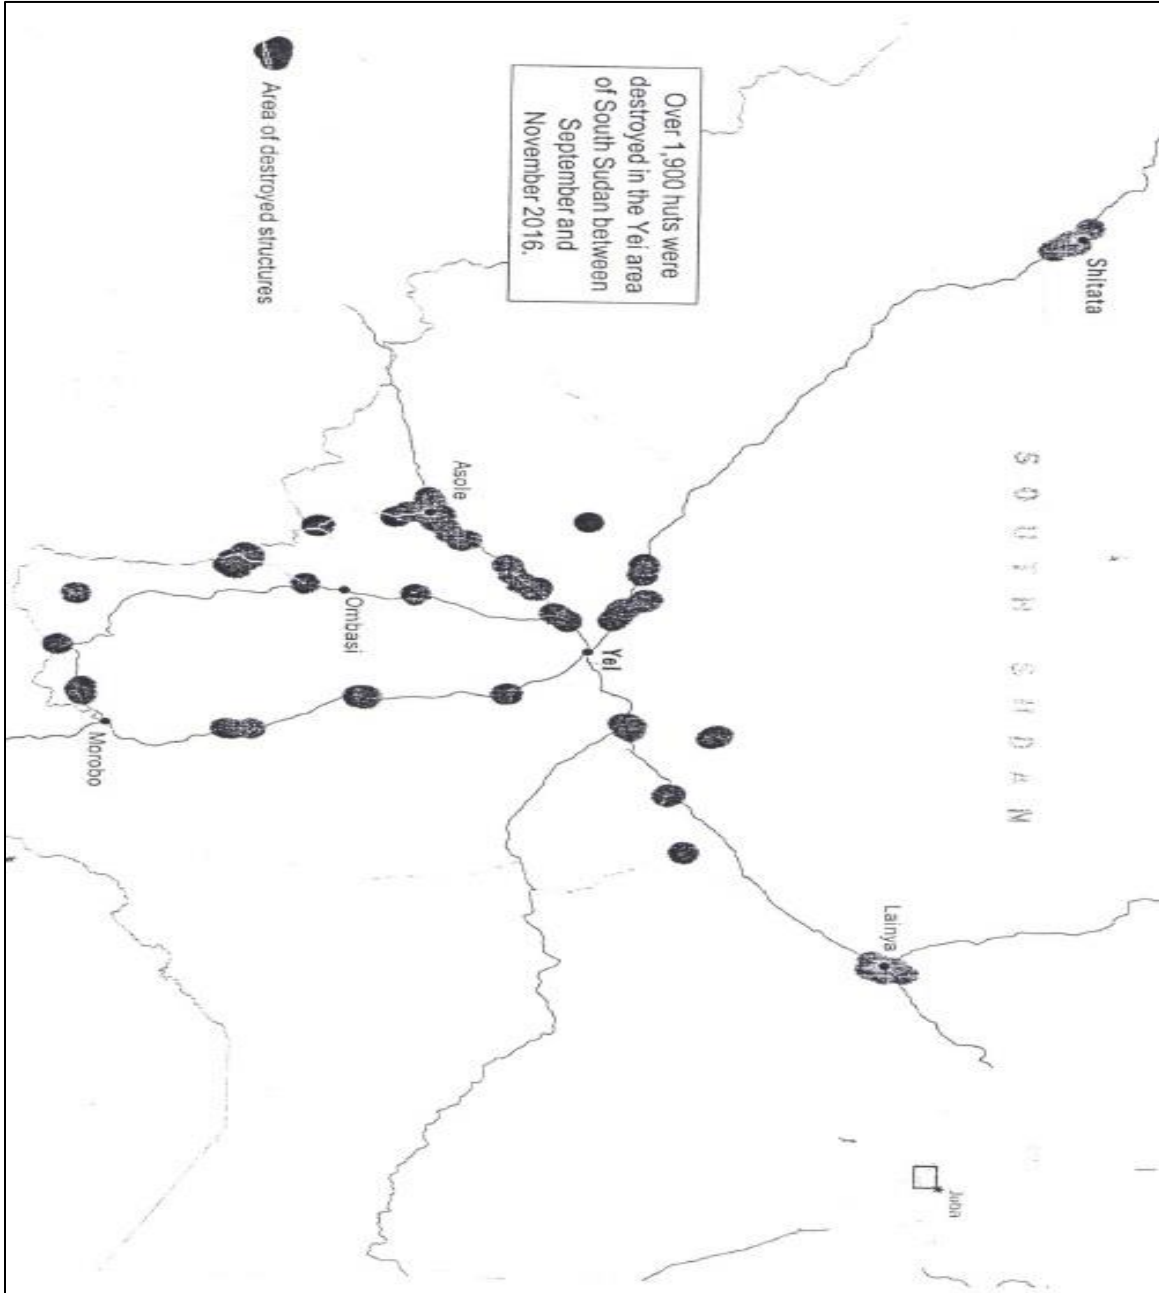 Over 1,900 huts were
destroyed in the Yei area
of South Sudan between
September and
November 2016.
Area of destroyed structures
Shitata
SOUTH SUDAN
Asole
Yei
Ombasi
Morobo
Lainya
Juba